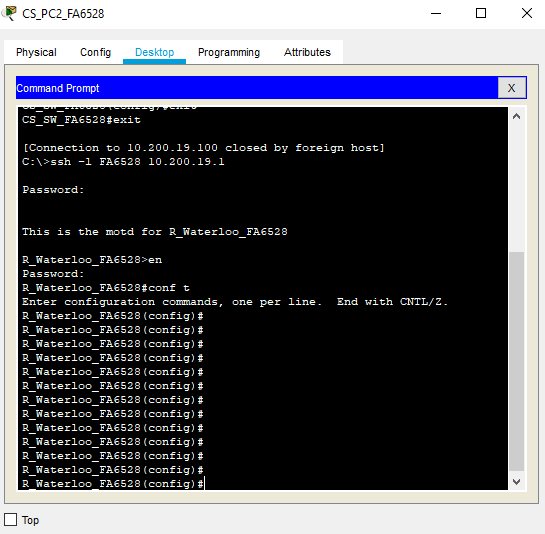 CS_PC2_FA6528
Physical Config Desktop Programming Attributes
Command Prompt
X
CS_SW_FA6528(config)#exit
CS_SW_FA6528#exit
[Connection to 10.200.19.100 closed by foreign host]
C:\>ssh -l FA6528 10.200.19.1
Password:
This is the motd for R_Waterloo_FA6528
R_Waterloo_FA6528>en
Password:
R_Waterloo_FA6528#conf t
Enter configuration commands, one per line.  End with CNTL/Z.
R_Waterloo_FA6528(config)#
R_Waterloo_FA6528(config)#
R_Waterloo_FA6528(config)#
R_Waterloo_FA6528(config)#
R_Waterloo_FA6528(config)#
R_Waterloo_FA6528(config)#
R_Waterloo_FA6528(config)#
R_Waterloo_FA6528(config)#
R_Waterloo_FA6528(config)#
R_Waterloo_FA6528(config)#
R_Waterloo_FA6528(config)#
R_Waterloo_FA6528(config)#
R_Waterloo_FA6528(config)#
Top